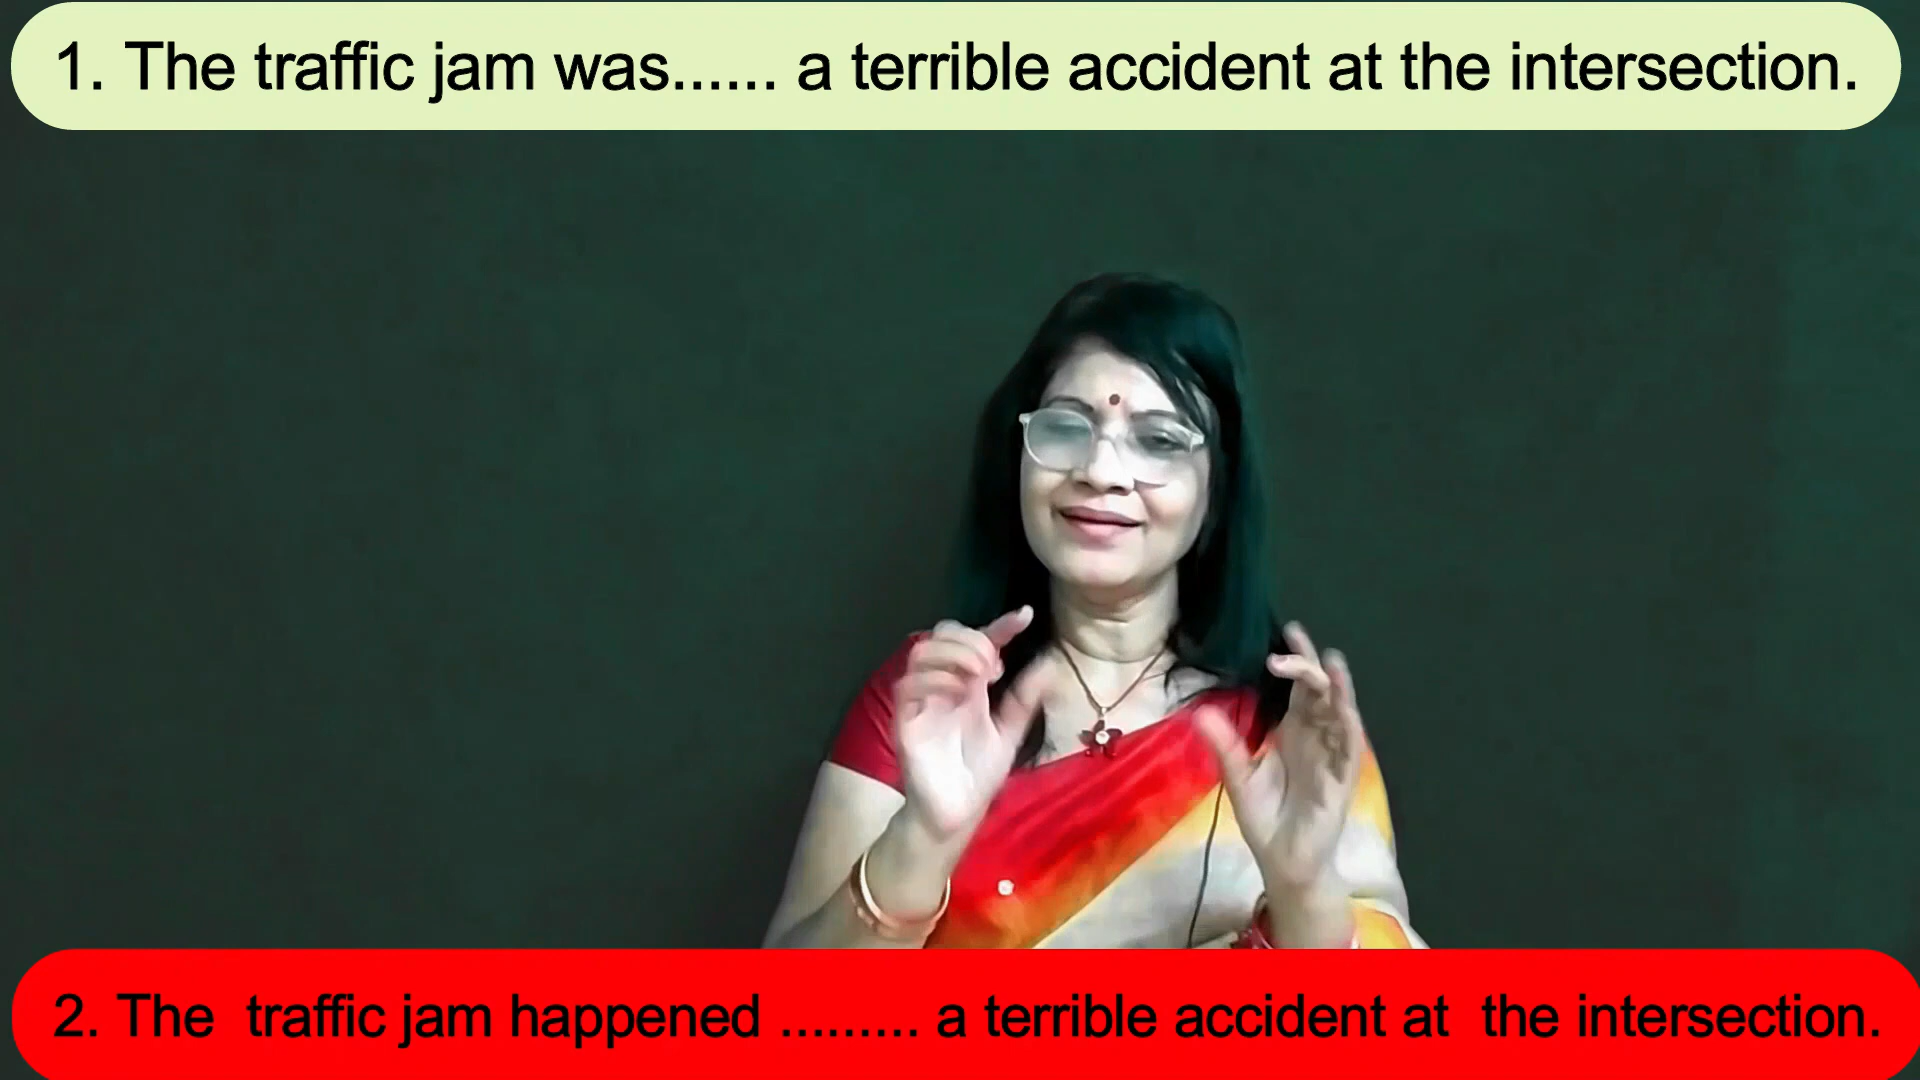 1. The traffic jam was...... a terrible accident at the intersection.
2. The  traffic jam happened ......... a terrible accident at  the intersection.